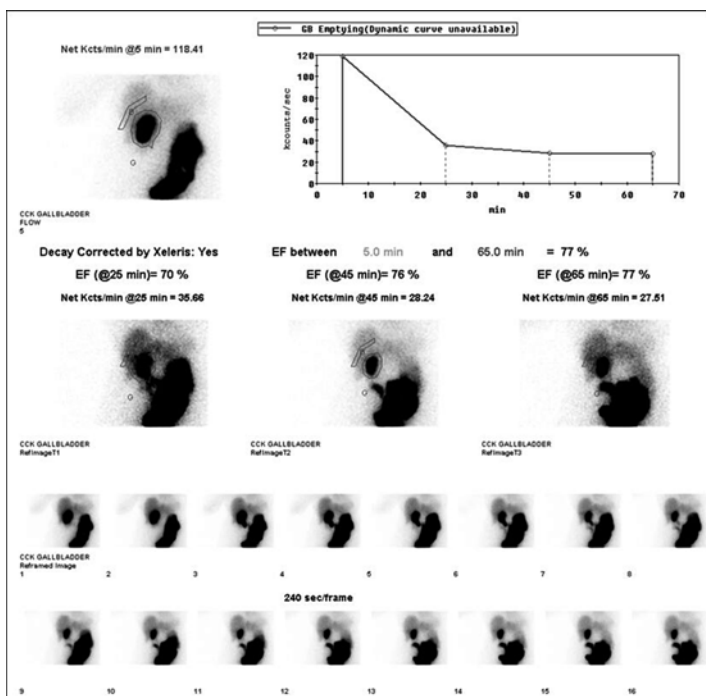 GB Emptying(Dynamic curve unavailable)
Net Kcts/min @5 min = 118.41
120
100
80
60
40
20
0
kcounts/sec
0 10 20 30 40 50 60 70
min
CCK GALLBLADDER
FLOW
5
Decay Corrected by Xeleris: Yes EF between 5.0 min and 65.0 min = 77 %
EF (@25 min)= 70 % EF (@45 min)= 76 % EF (@65 min)= 77 %
Net Kcts/min @25 min = 35.66 Net Kcts/min @45 min = 28.24 Net Kcts/min @65 min = 27.51
CCK GALLBLADDER CCK GALLBLADDER CCK GALLBLADDER
RefImageT1 RefImageT2 RefImageT3
CCK GALLBLADDER
Reframed Image
1 2 3 4 5 6 7 8
240 sec/frame
9 10 11 12 13 14 15 16